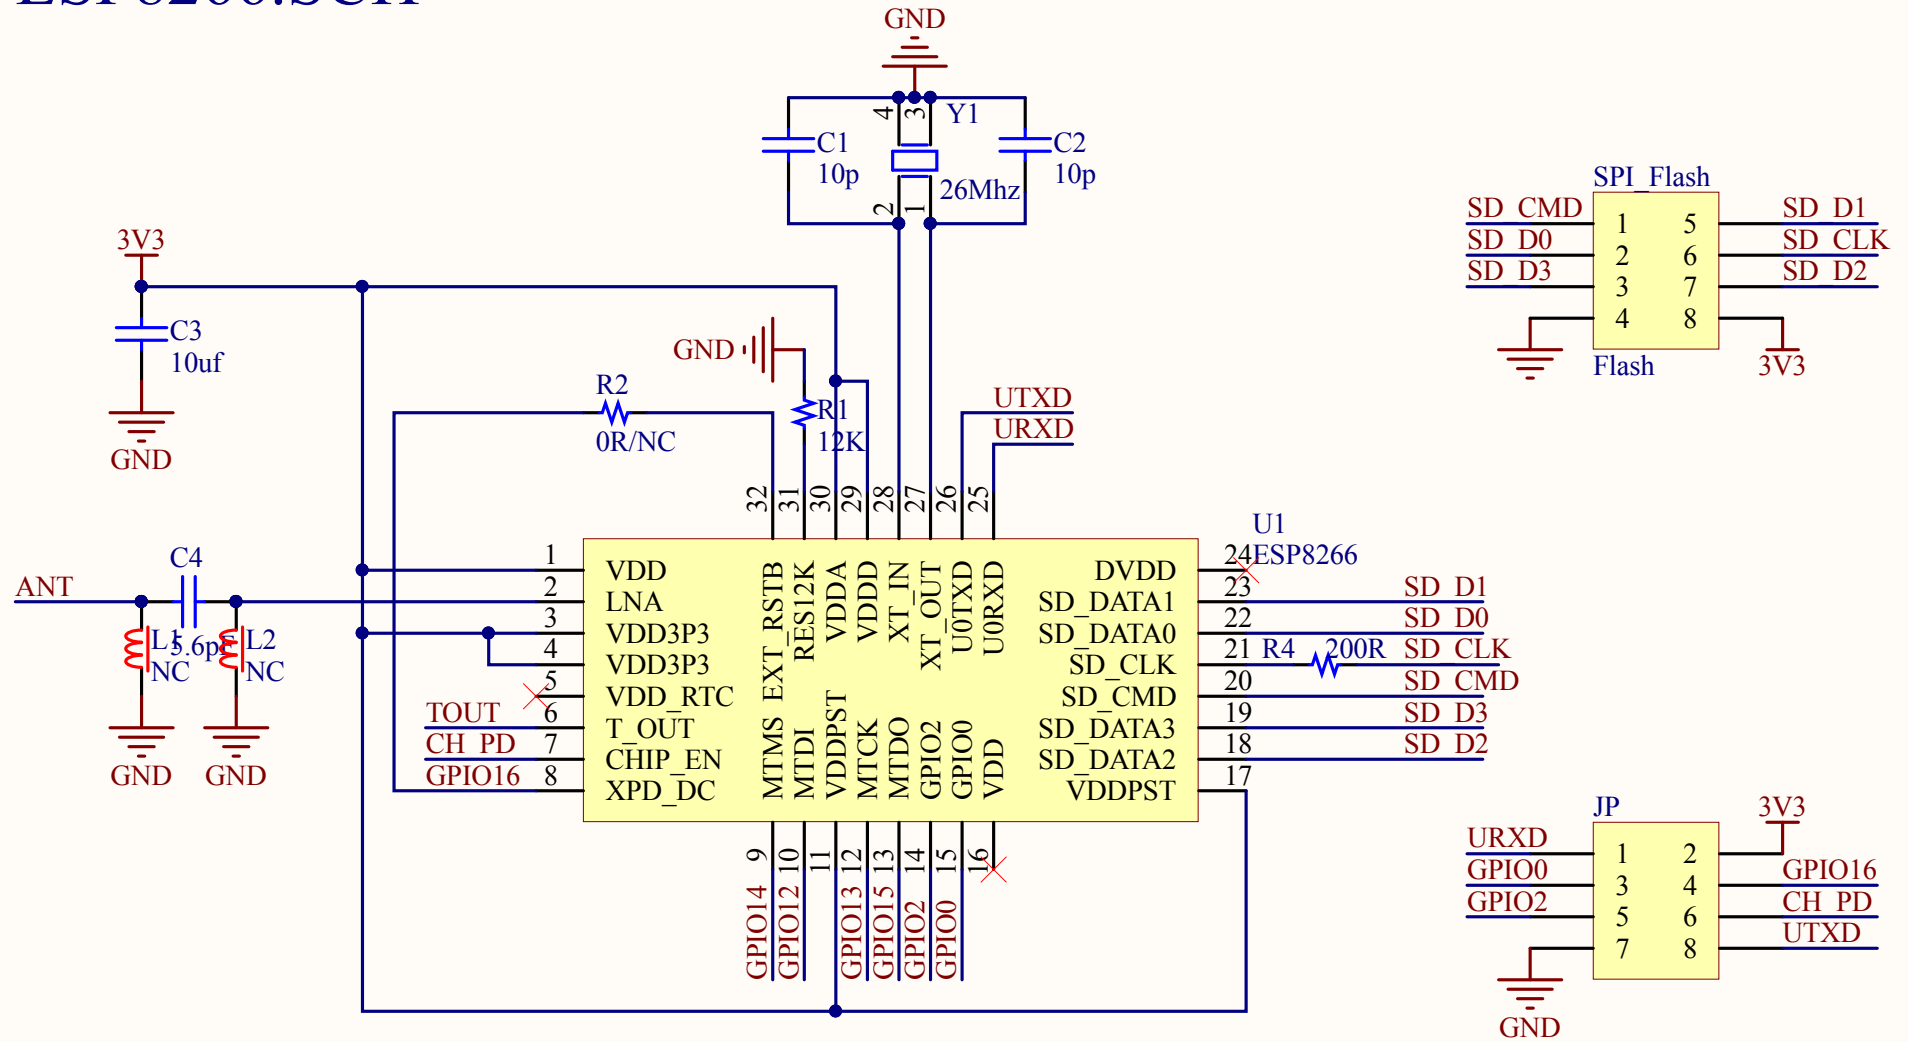 GND
4
3
Y1
C1
10p
C2
10p
26Mhz
2
1
SPI_Flash
SD_CMD
1
5
SD_D1
SD_D0
2
6
SD_CLK
SD_D3
3
7
SD_D2
4
8
Flash
3V3
3V3
C3
10uf
GND
GND
R2
0R/NC
R1
12K
UTXD
URXD
32
31
30
29
28
27
26
25
U1
ESP8266
C4
5.6pF
ANT
L1
NC
L2
NC
GND
GND
1
VDD
2
LNA
3
VDD3P3
4
VDD3P3
5
VDD_RTC
TOUT
6
T_OUT
CH_PD
7
CHIP_EN
GPIO16
8
XPD_DC
EXT_RSTB
RES12K
VDDA
VDDD
XT_IN
XT_OUT
U0TXD
U0RXD
MTMS
MTDI
VDDPST
MTCK
MTDO
GPIO2
GPIO0
VDD
DVDD
24
SD_DATA1
23
SD_D1
SD_DATA0
22
SD_D0
SD_CLK
21
R4
200R
SD_CLK
SD_CMD
20
SD_CMD
SD_DATA3
19
SD_D3
SD_DATA2
18
SD_D2
VDDPST
17
9
10
11
12
13
14
15
16
GPIO14
GPIO12
GPIO13
GPIO15
GPIO2
GPIO0
JP
3V3
URXD
1
2
GPIO0
3
4
GPIO16
GPIO2
5
6
CH_PD
7
8
UTXD
GND